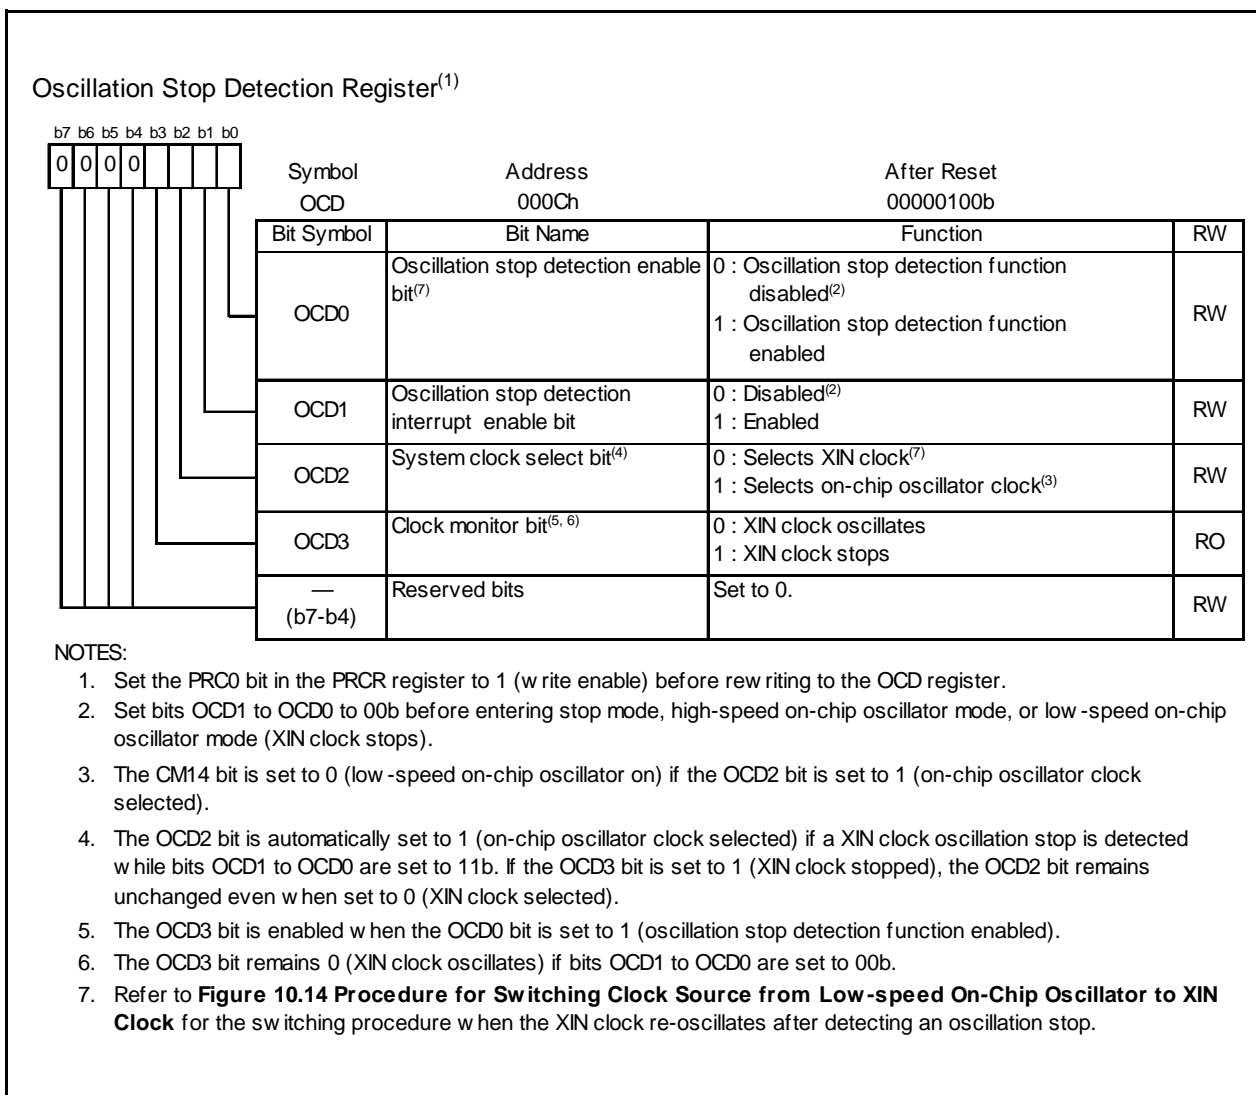 Oscillation Stop Detection Register(1)
b7 b6 b5 b4 b3 b2 b1 b0
0 0 0 0
Symbol Address After Reset
OCD 000Ch 00000100b
Bit Symbol Bit Name Function RW
OCD0
Oscillation stop detection enable
bit(7)
0 : Oscillation stop detection function
disabled(2)
1 : Oscillation stop detection function
enabled
RW
OCD1
Oscillation stop detection
interrupt enable bit
0 : Disabled(2)
1 : Enabled
RW
OCD2
System clock select bit(4)
0 : Selects XIN clock(7)
1 : Selects on-chip oscillator clock(3)
RW
OCD3
Clock monitor bit(5, 6)
0 : XIN clock oscillates
1 : XIN clock stops
RO
—
(b7-b4)
Reserved bits
Set to 0.
RW
NOTES:
1. Set the PRC0 bit in the PRCR register to 1 (write enable) before rewriting to the OCD register.
2. Set bits OCD1 to OCD0 to 00b before entering stop mode, high-speed on-chip oscillator mode, or low-speed on-chip
oscillator mode (XIN clock stops).
3. The CM14 bit is set to 0 (low-speed on-chip oscillator on) if the OCD2 bit is set to 1 (on-chip oscillator clock
selected).
4. The OCD2 bit is automatically set to 1 (on-chip oscillator clock selected) if a XIN clock oscillation stop is detected
while bits OCD1 to OCD0 are set to 11b. If the OCD3 bit is set to 1 (XIN clock stopped), the OCD2 bit remains
unchanged even when set to 0 (XIN clock selected).
5. The OCD3 bit is enabled when the OCD0 bit is set to 1 (oscillation stop detection function enabled).
6. The OCD3 bit remains 0 (XIN clock oscillates) if bits OCD1 to OCD0 are set to 00b.
7. Refer to Figure 10.14 Procedure for Switching Clock Source from Low-speed On-Chip Oscillator to XIN
Clock for the switching procedure when the XIN clock re-oscillates after detecting an oscillation stop.